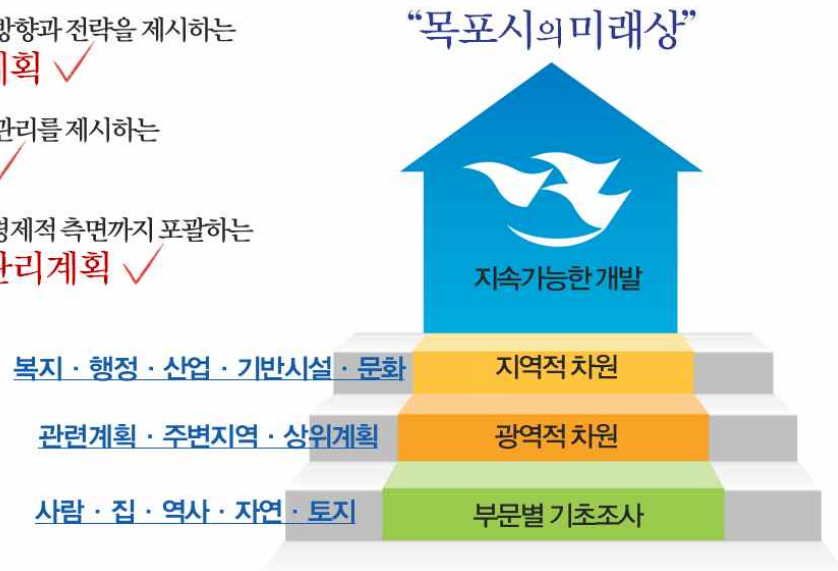 방향과 전략을 제시하는
계획
관리를 제시하는
경제적 측면까지 포괄하는
관리계획
“목포시의 미래상”
지속가능한 개발
복지 · 행정 · 산업 · 기반시설 · 문화
지역적 차원
관련계획 · 주변지역 · 상위계획
광역적 차원
사람 · 집 · 역사 · 자연 · 토지
부문별 기초조사